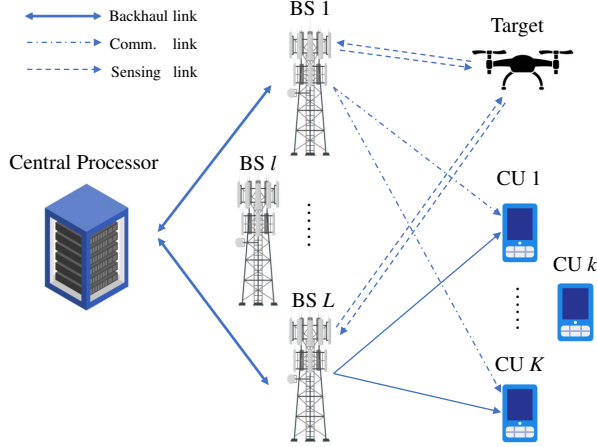 Backhaul link
Comm. link
Sensing link
BS 1
Target
Central Processor
BS l
CU 1
CU k
BS L
CU K